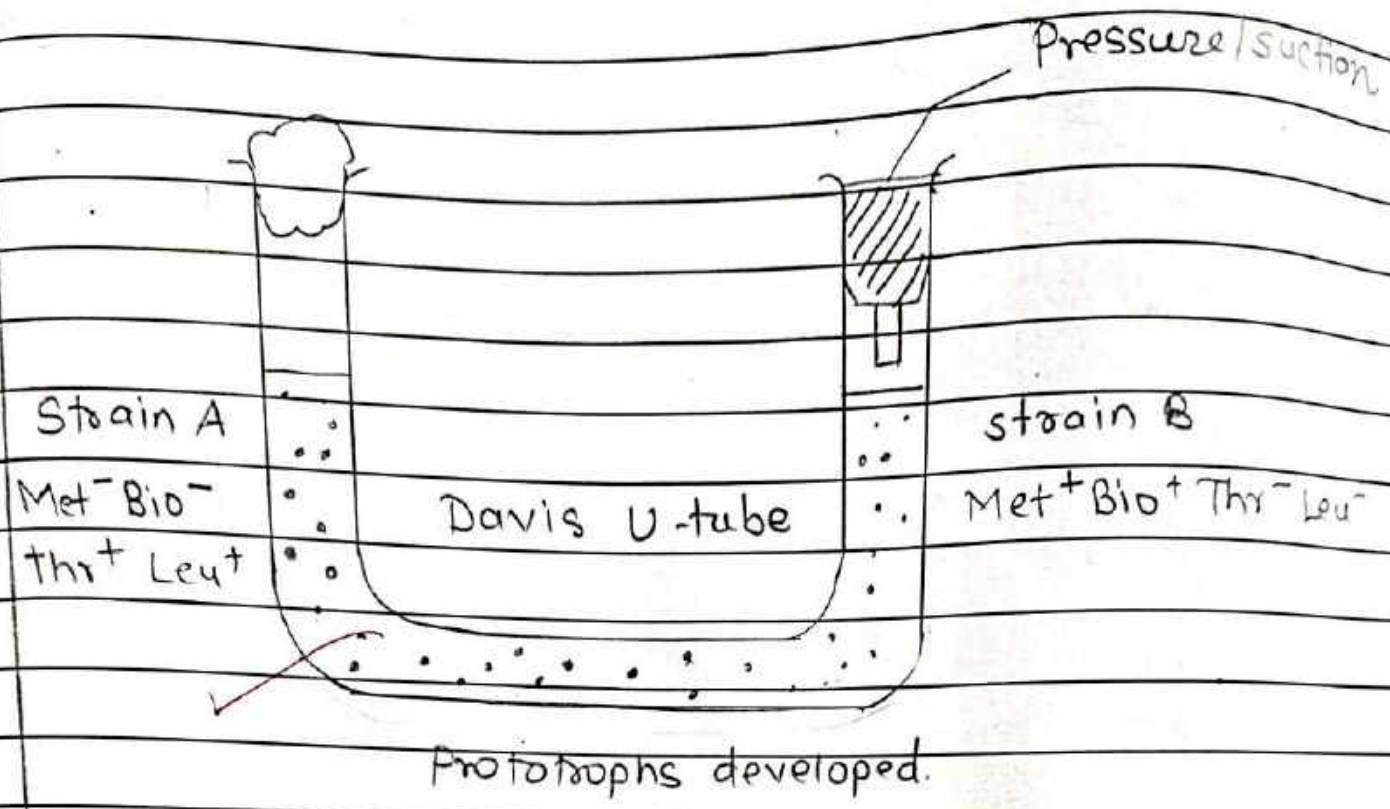 Pressure/suction
Strain A
Met⁻ Bio⁻
Thr⁺ Leu⁺
Davis U-tube
strain B
Met⁺ Bio⁺ Thr⁻ Leu⁻
Prototrophs developed.